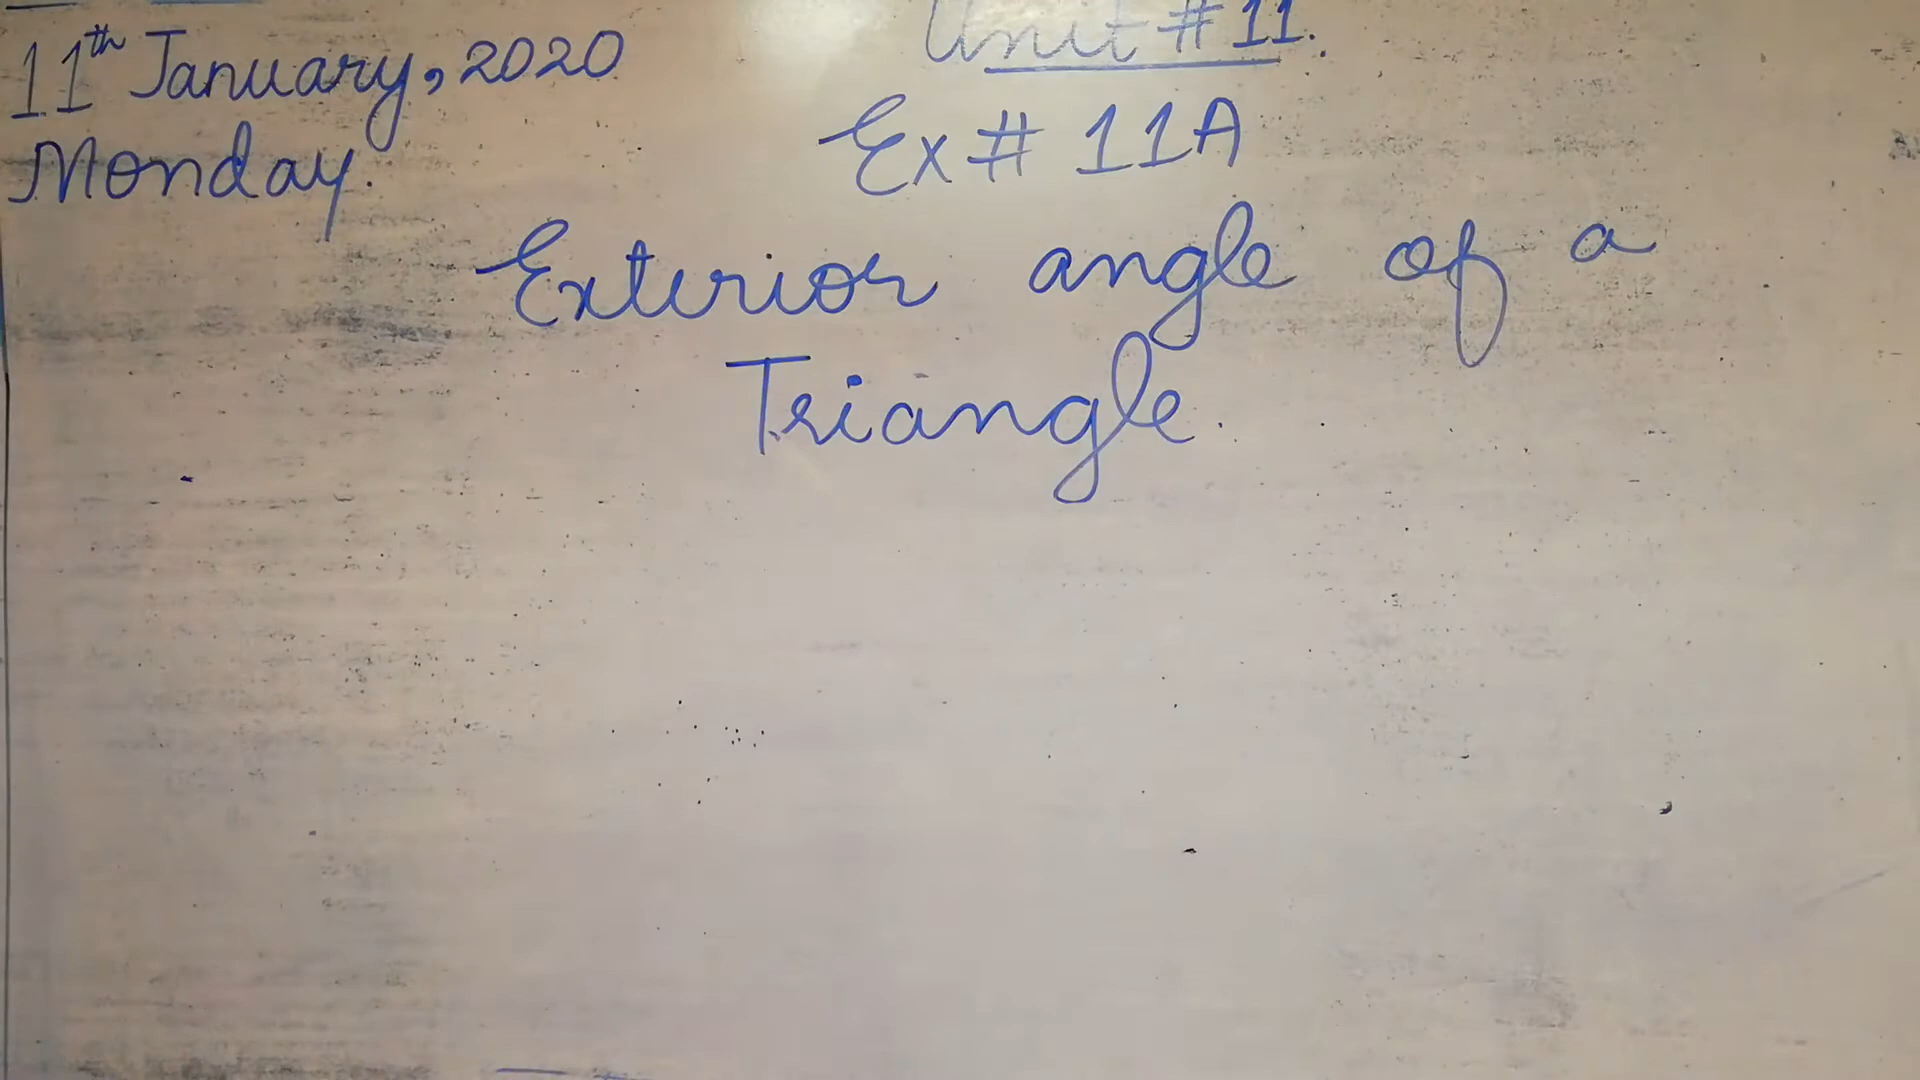 11th January, 2020
Monday.
Unit # 11.
Ex # 11A
Exterior angle of a
Triangle.